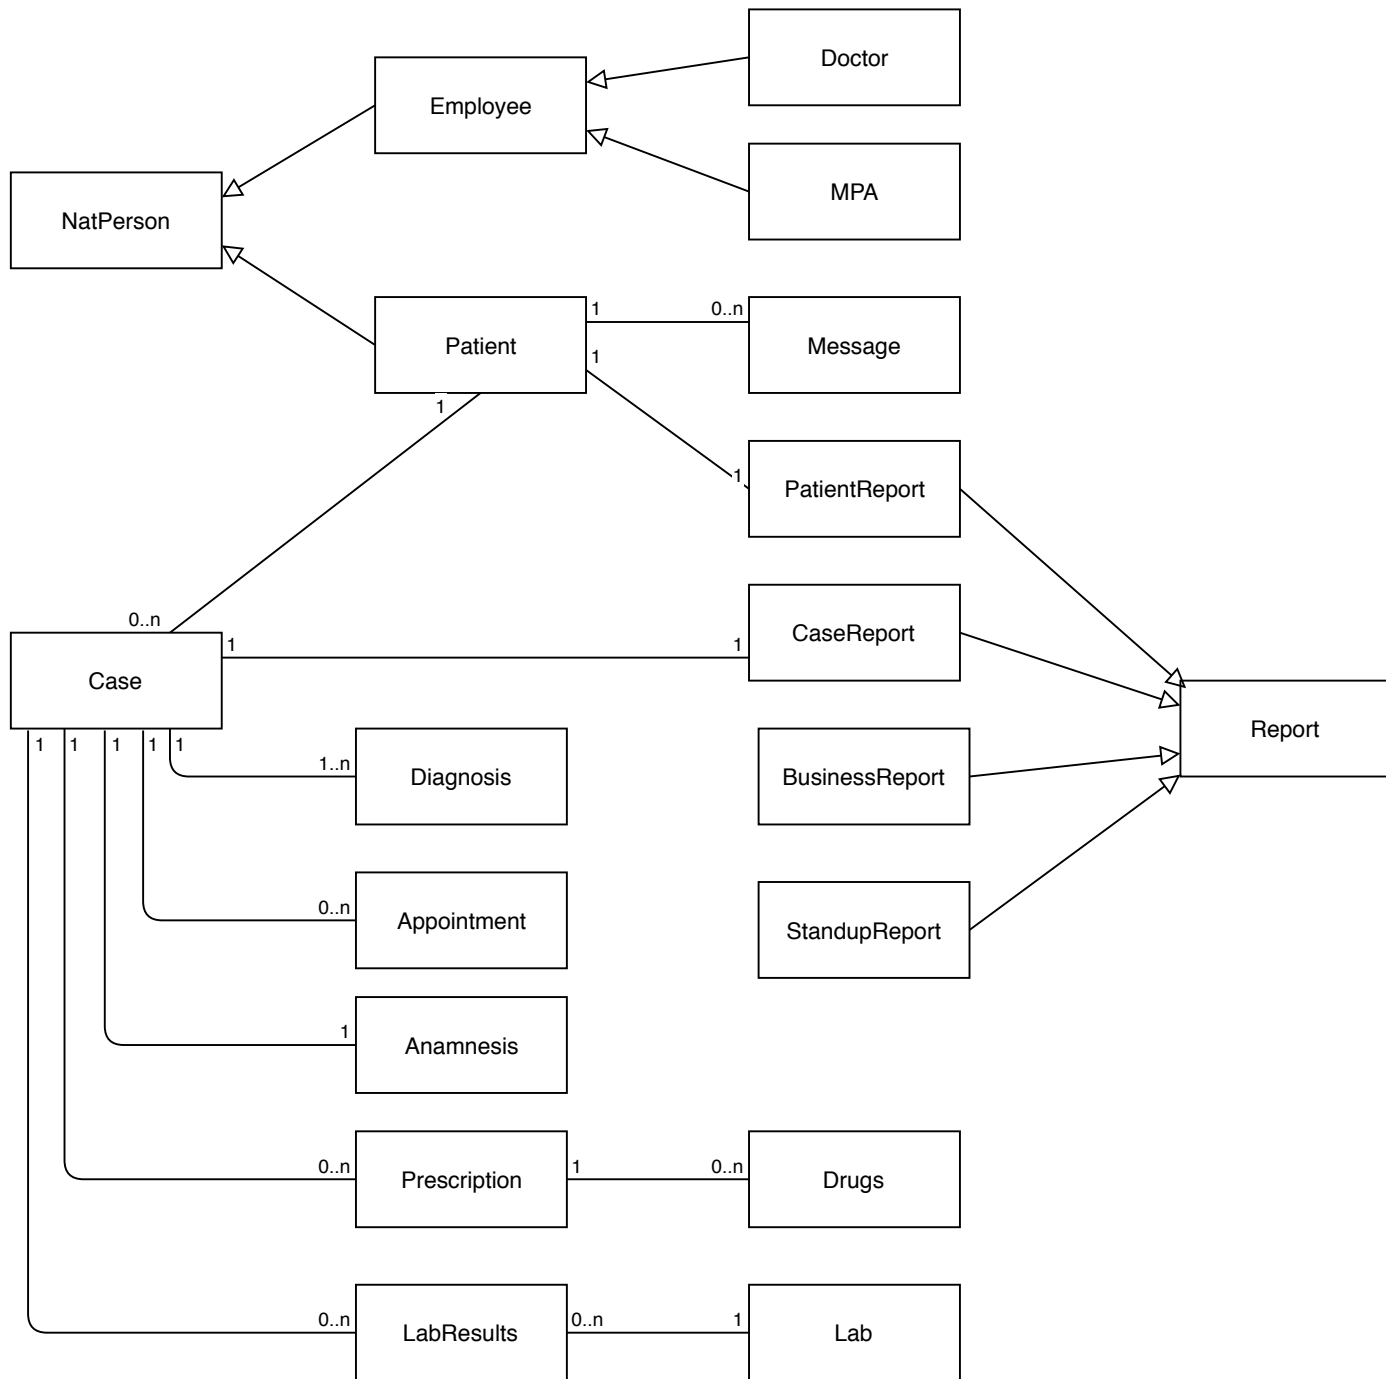 Doctor
Employee
MPA
NatPerson
1
0..n
Patient
Message
1
1
1
PatientReport
0..n
CaseReport
1
1
Case
Report
1
1
1
1
1
1..n
Diagnosis
BusinessReport
0..n
Appointment
StandupReport
1
Anamnesis
0..n
Prescription
1
0..n
Drugs
0..n
LabResults
0..n
1
Lab